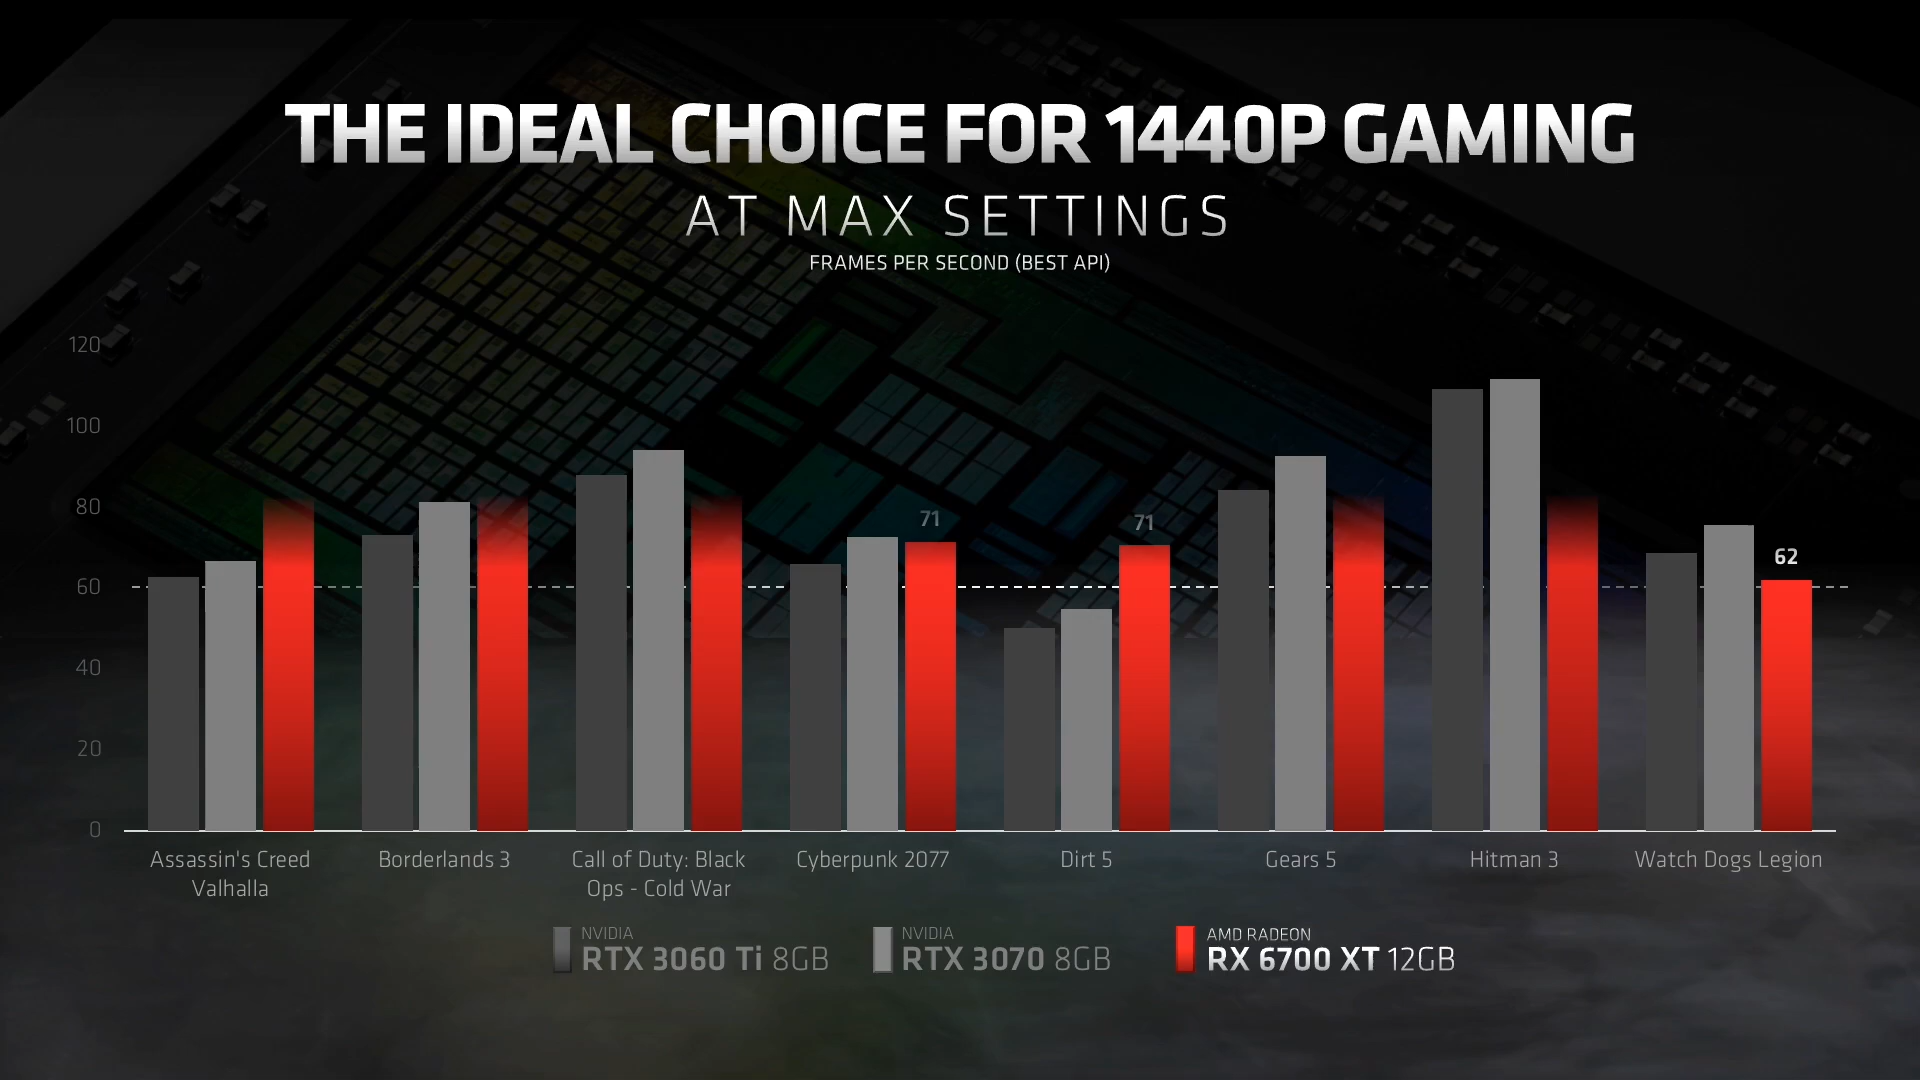 THE IDEAL CHOICE FOR 1440P GAMING
AT MAX SETTINGS
FRAMES PER SECOND (BEST API)
120
100
80
60
40
20
0
71
71
62
Assassin's Creed
Valhalla
Borderlands 3
Call of Duty: Black
Ops - Cold War
Cyberpunk 2077
Dirt 5
Gears 5
Hitman 3
Watch Dogs Legion
NVIDIA
RTX 3060 Ti 8GB
NVIDIA
RTX 3070 8GB
AMD RADEON
RX 6700 XT 12GB